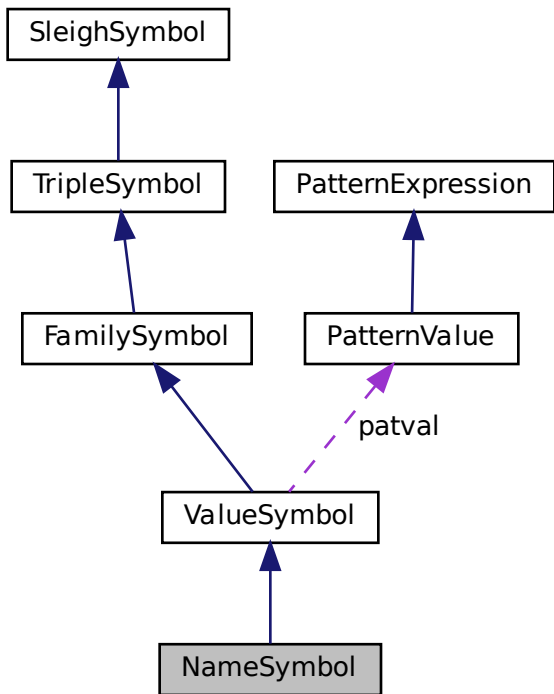 SleighSymbol
TripleSymbol
PatternExpression
FamilySymbol
PatternValue
patval
ValueSymbol
NameSymbol